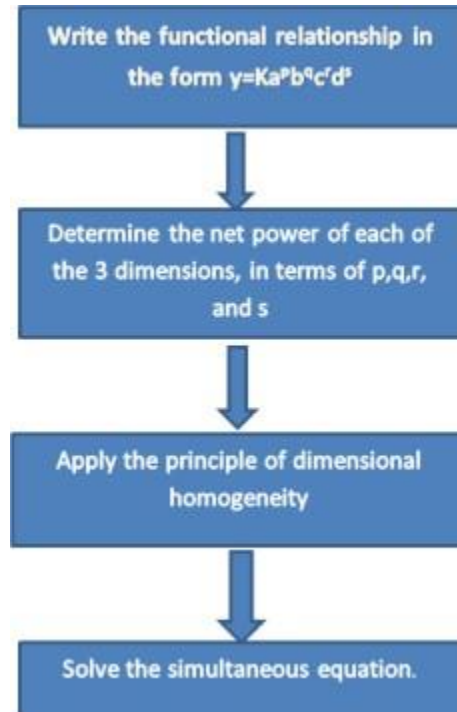 Write the functional relationship in
the form y=Kaᵖb𐞥cʳdˢ
Determine the net power of each of
the 3 dimensions, in terms of p,q,r,
and s
Apply the principle of dimensional
homogeneity
Solve the simultaneous equation.